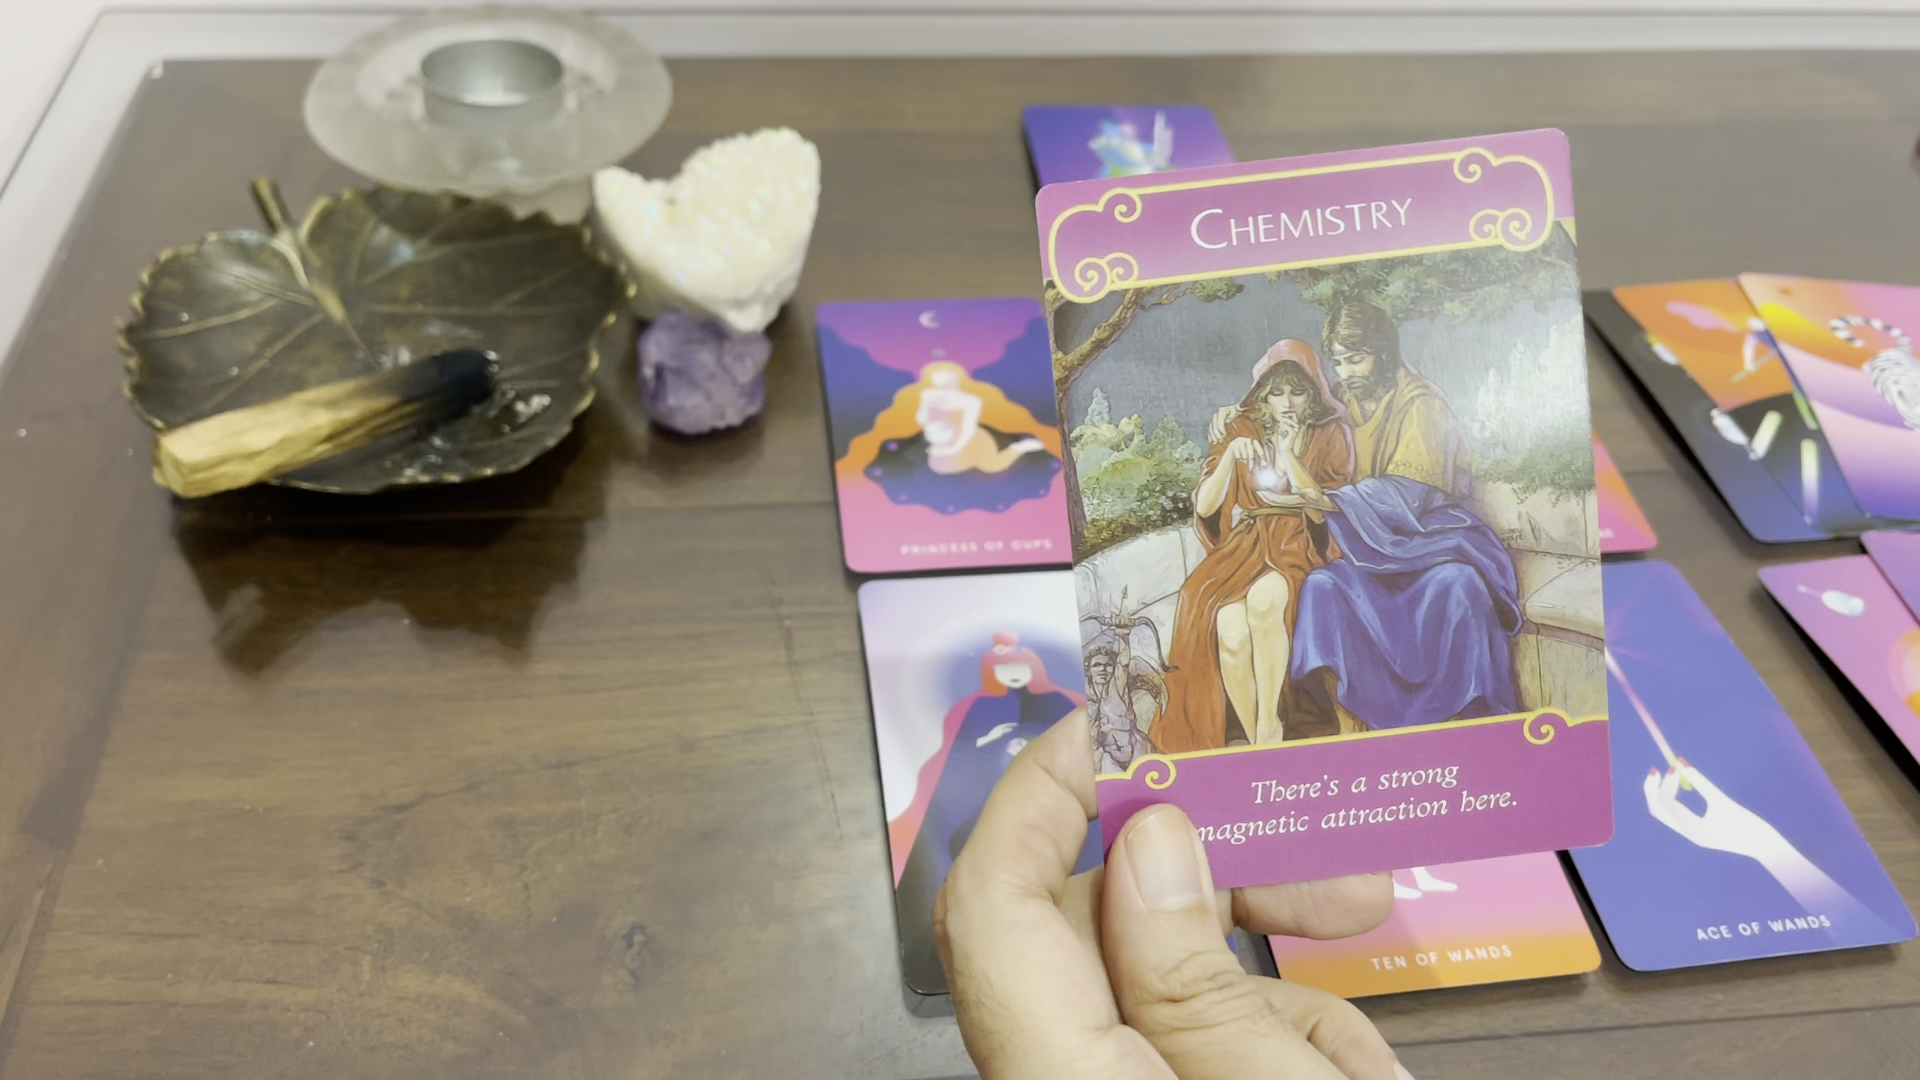 CHEMISTRY
PRINCESS OF CUPS
There's a strong
magnetic attraction here.
ACE OF WANDS
TEN OF WANDS